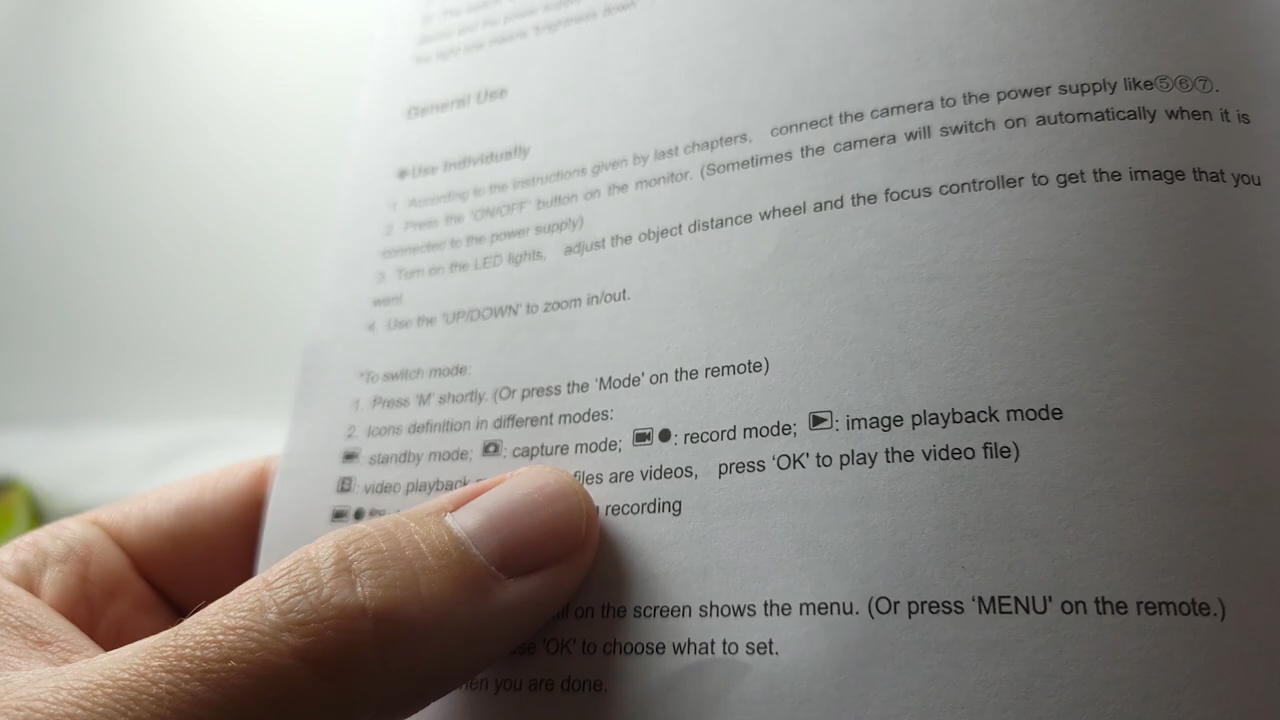 the light line means 'brightness down'
General Use
Use Individually
1. According to the instructions given by last chapters, connect the camera to the power supply like⑤⑥⑦.
2. Press the 'ON/OFF' button on the monitor. (Sometimes the camera will switch on automatically when it is
connected to the power supply)
3. Turn on the LED lights, adjust the object distance wheel and the focus controller to get the image that you
want
4. Use the 'UP/DOWN' to zoom in/out.
*To switch mode:
1. Press 'M' shortly. (Or press the 'Mode' on the remote)
2. Icons definition in different modes:
standby mode; : capture mode; ●: record mode; : image playback mode
: video playback files are videos, press 'OK' to play the video file)
recording
on the screen shows the menu. (Or press 'MENU' on the remote.)
'OK' to choose what to set.
you are done.